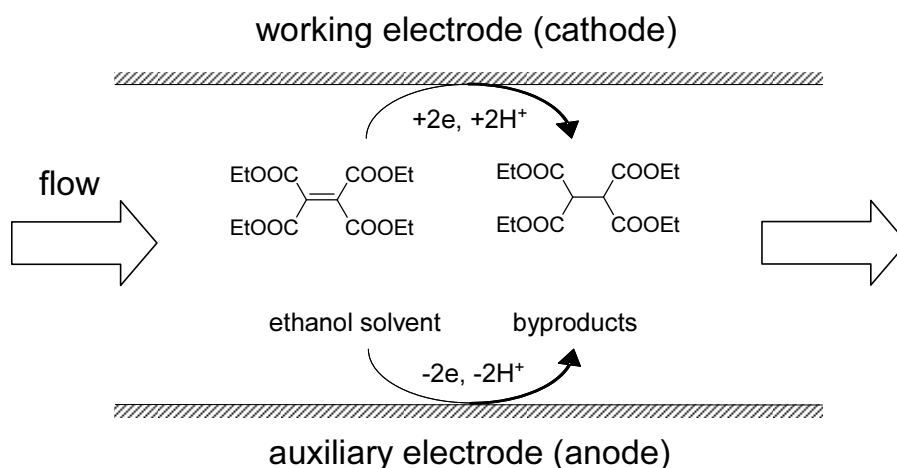 working electrode (cathode)
+2e, +2H⁺
flow
EtOOC COOEt EtOOC COOEt
EtOOC COOEt EtOOC COOEt
ethanol solvent byproducts
-2e, -2H⁺
auxiliary electrode (anode)